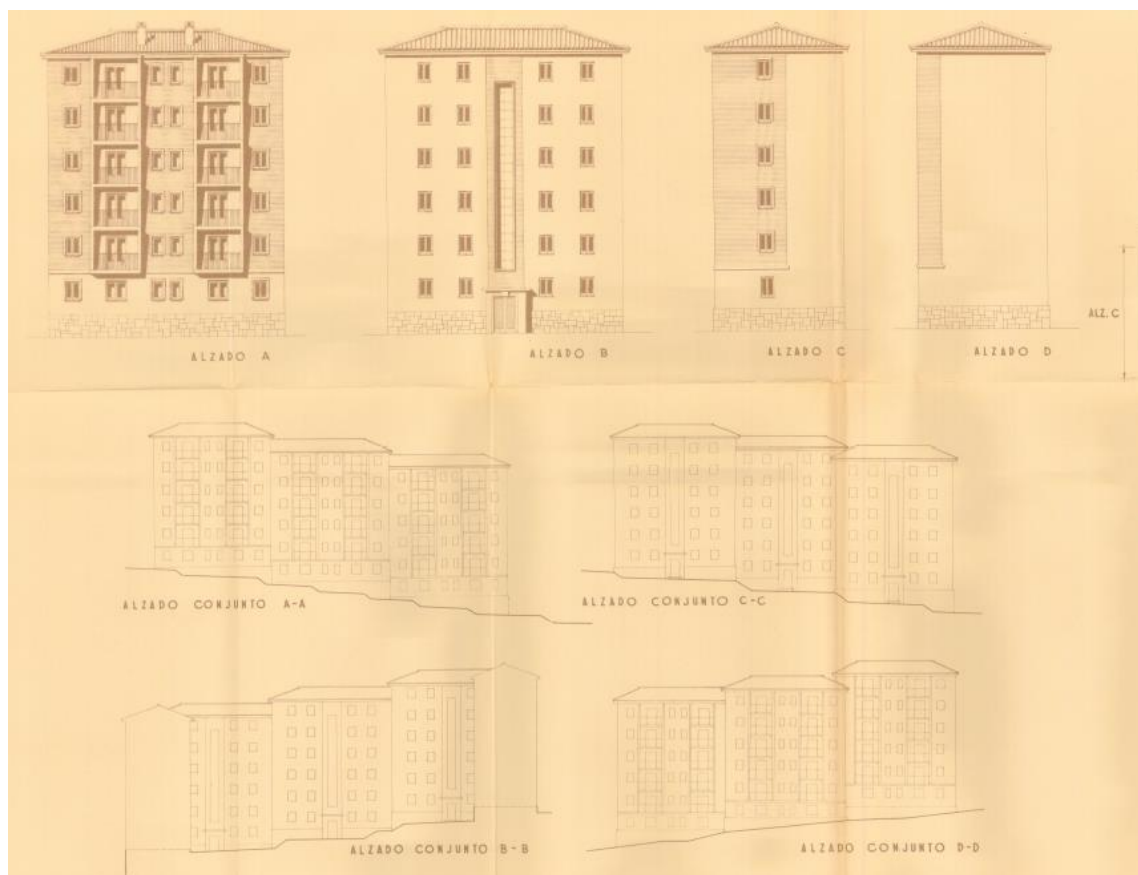 ALZADO A
ALZADO B
ALZADO C
ALZADO D
ALZ. C
ALZADO CONJUNTO A-A
ALZADO CONJUNTO C-C
ALZADO CONJUNTO B-B
ALZADO CONJUNTO D-D